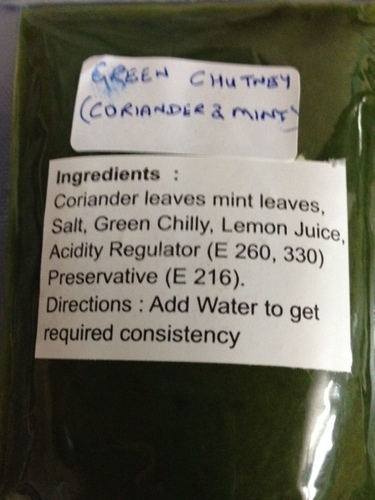 GREEN CHUTNEY
(CORIANDER & MINT)
Ingredients :
Coriander leaves mint leaves,
Salt, Green Chilly, Lemon Juice,
Acidity Regulator (E 260, 330)
Preservative (E 216).
Directions : Add Water to get
required consistency